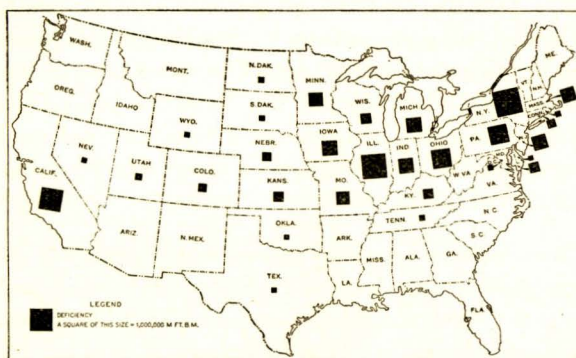 WASH.
MONT.
N.DAK.
MINN.
ME.
OREG.
IDAHO
S.DAK.
WIS.
MICH.
VT.
N.H.
N.Y.
MASS.
WYO.
IOWA
NEBR.
NEV.
UTAH
COLO.
ILL.
IND.
OHIO
PA.
CALIF.
KANS.
MO.
W.VA.
VA.
KY.
ARIZ.
N.MEX.
OKLA.
ARK.
TENN.
N.C.
S.C.
TEX.
LA.
MISS.
ALA.
GA.
FLA.
LEGEND
DEFICIENCY
A SQUARE OF THIS SIZE = 1,000,000 M FT. B.M.